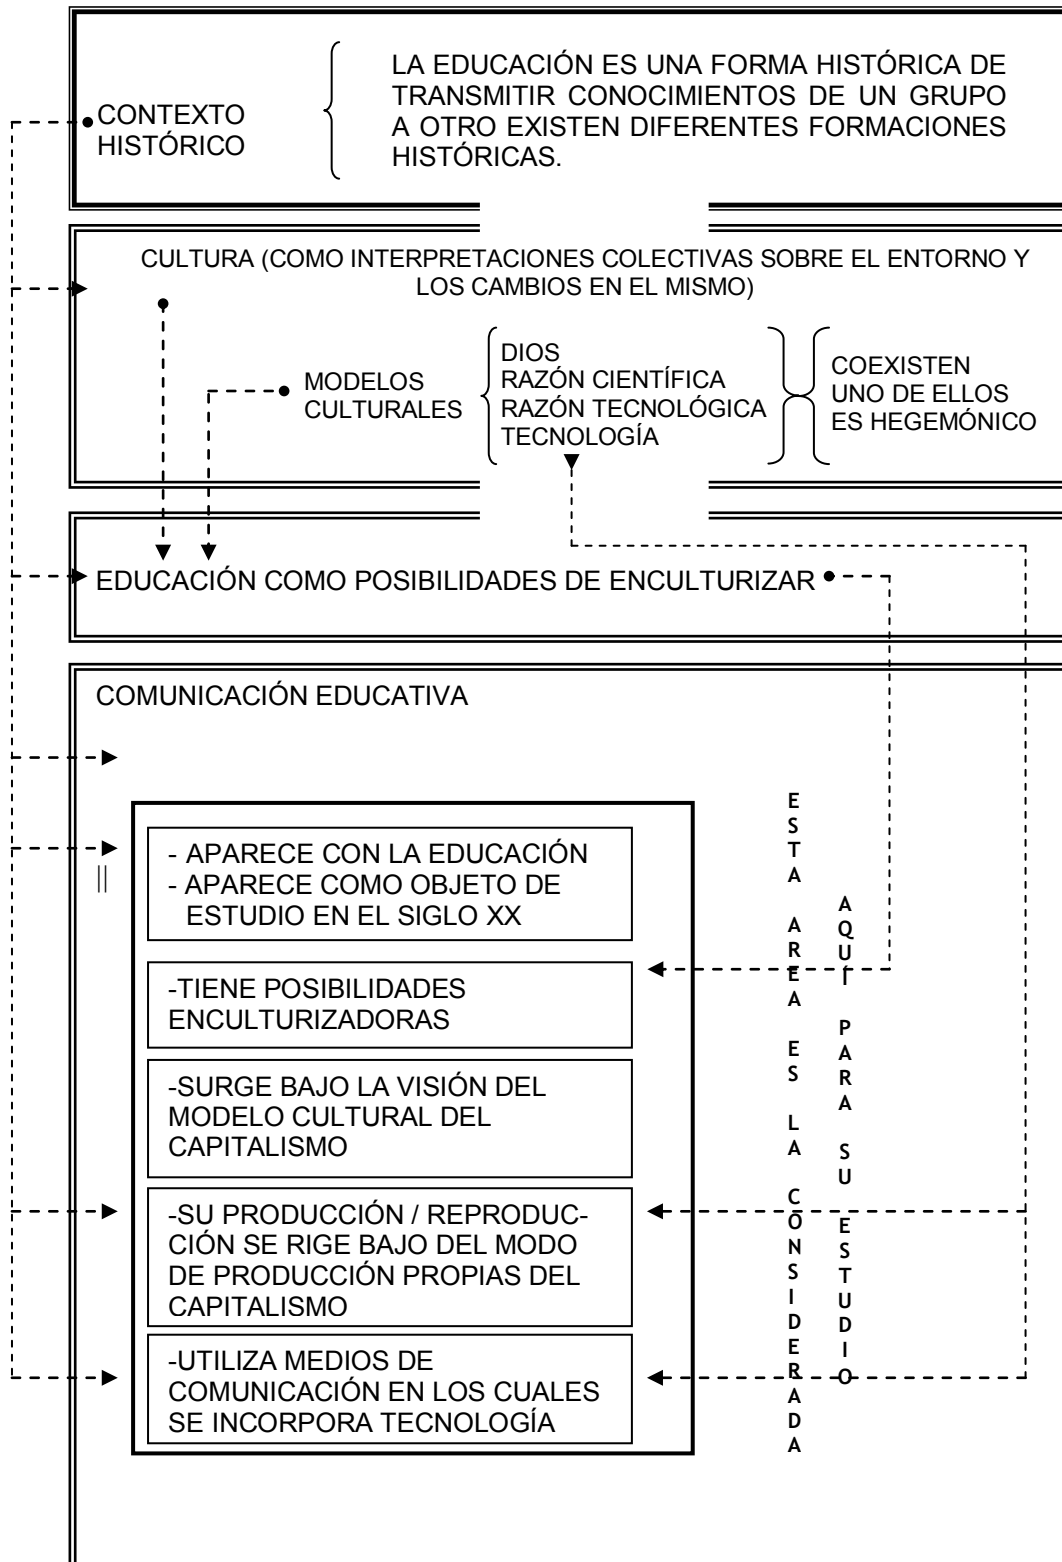 CONTEXTO
HISTÓRICO
LA EDUCACIÓN ES UNA FORMA HISTÓRICA DE
TRANSMITIR CONOCIMIENTOS DE UN GRUPO
A OTRO EXISTEN DIFERENTES FORMACIONES
HISTÓRICAS.
CULTURA (COMO INTERPRETACIONES COLECTIVAS SOBRE EL ENTORNO Y
LOS CAMBIOS EN EL MISMO)
MODELOS
CULTURALES
DIOS
RAZÓN CIENTÍFICA
RAZÓN TECNOLÓGICA
TECNOLOGÍA
COEXISTEN
UNO DE ELLOS
ES HEGEMÓNICO
EDUCACIÓN COMO POSIBILIDADES DE ENCULTURIZAR
COMUNICACIÓN EDUCATIVA
- APARECE CON LA EDUCACIÓN
- APARECE COMO OBJETO DE
ESTUDIO EN EL SIGLO XX
-TIENE POSIBILIDADES
ENCULTURIZADORAS
-SURGE BAJO LA VISIÓN DEL
MODELO CULTURAL DEL
CAPITALISMO
-SU PRODUCCIÓN / REPRODUC-
CIÓN SE RIGE BAJO DEL MODO
DE PRODUCCIÓN PROPIAS DEL
CAPITALISMO
-UTILIZA MEDIOS DE
COMUNICACIÓN EN LOS CUALES
SE INCORPORA TECNOLOGÍA
ESTA AREA ES LA CONSIDERADA
AQUÍ PARA SU ESTUDIO